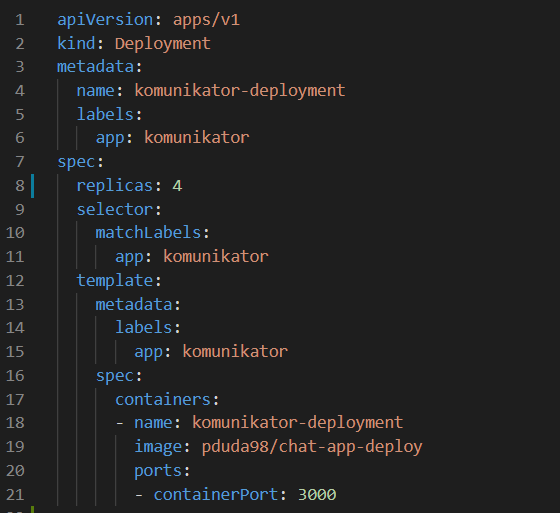 1 apiVersion: apps/v1
2 kind: Deployment
3 metadata:
4   name: komunikator-deployment
5   labels:
6     app: komunikator
7 spec:
8   replicas: 4
9   selector:
10     matchLabels:
11       app: komunikator
12   template:
13     metadata:
14       labels:
15         app: komunikator
16     spec:
17       containers:
18       - name: komunikator-deployment
19         image: pduda98/chat-app-deploy
20         ports:
21         - containerPort: 3000